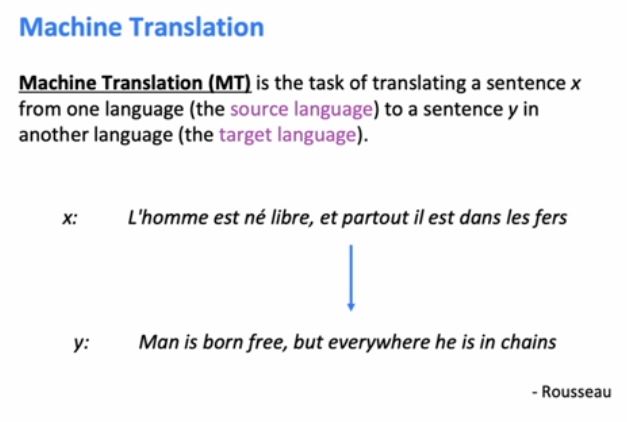 Machine Translation
Machine Translation (MT) is the task of translating a sentence x
from one language (the source language) to a sentence y in
another language (the target language).
x: L'homme est né libre, et partout il est dans les fers
y: Man is born free, but everywhere he is in chains
- Rousseau